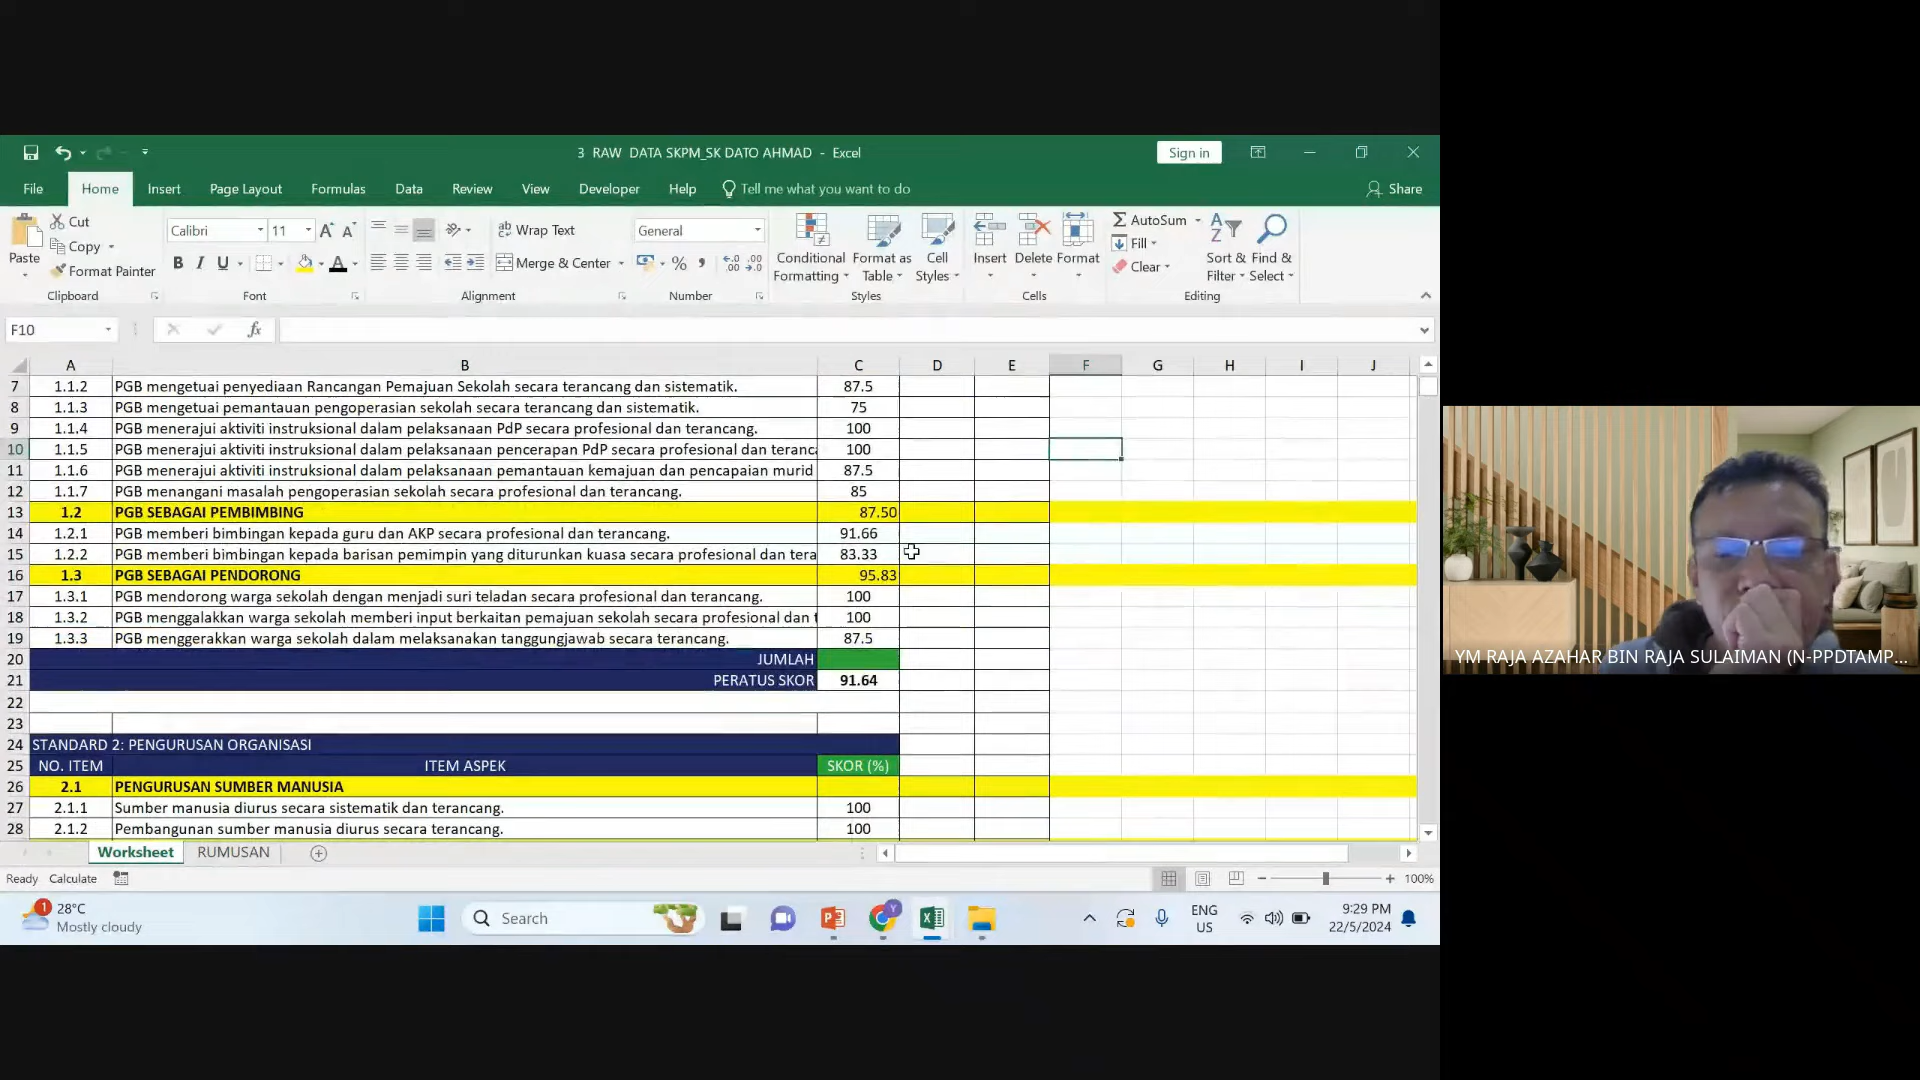 3 RAW DATA SKPM_SK DATO AHMAD - Excel
Sign in
File Home Insert Page Layout Formulas Data Review View Developer Help Tell me what you want to do Share
Paste
Cut
Copy
Format Painter
Clipboard
Calibri 11
B I U
Font
Wrap Text
Merge & Center
Alignment
General
Number
Conditional Formatting
Format as Table
Cell Styles
Styles
Insert Delete Format
Cells
AutoSum
Fill
Clear
Sort & Filter
Find & Select
Editing
F10
fx
A B C D E F G H I J
7 1.1.2 PGB mengetuai penyediaan Rancangan Pemajuan Sekolah secara terancang dan sistematik. 87.5
8 1.1.3 PGB mengetuai pemantauan pengoperasian sekolah secara terancang dan sistematik. 75
9 1.1.4 PGB menerajui aktiviti instruksional dalam pelaksanaan PdP secara profesional dan terancang. 100
10 1.1.5 PGB menerajui aktiviti instruksional dalam pelaksanaan pencerapan PdP secara profesional dan teranca 100
11 1.1.6 PGB menerajui aktiviti instruksional dalam pelaksanaan pemantauan kemajuan dan pencapaian murid 87.5
12 1.1.7 PGB menangani masalah pengoperasian sekolah secara profesional dan terancang. 85
13 1.2 PGB SEBAGAI PEMBIMBING 87.50
14 1.2.1 PGB memberi bimbingan kepada guru dan AKP secara profesional dan terancang. 91.66
15 1.2.2 PGB memberi bimbingan kepada barisan pemimpin yang diturunkan kuasa secara profesional dan tera 83.33
16 1.3 PGB SEBAGAI PENDORONG 95.83
17 1.3.1 PGB mendorong warga sekolah dengan menjadi suri teladan secara profesional dan terancang. 100
18 1.3.2 PGB menggalakkan warga sekolah memberi input berkaitan pemajuan sekolah secara profesional dan t 100
19 1.3.3 PGB menggerakkan warga sekolah dalam melaksanakan tanggungjawab secara terancang. 87.5
20 JUMLAH
21 PERATUS SKOR 91.64
22
23
24 STANDARD 2: PENGURUSAN ORGANISASI
25 NO. ITEM ITEM ASPEK SKOR (%)
26 2.1 PENGURUSAN SUMBER MANUSIA
27 2.1.1 Sumber manusia diurus secara sistematik dan terancang. 100
28 2.1.2 Pembangunan sumber manusia diurus secara terancang. 100
Worksheet RUMUSAN
Ready Calculate
100%
1
28°C
Mostly cloudy
Search
ENG
US
9:29 PM
22/5/2024
YM RAJA AZAHAR BIN RAJA SULAIMAN (N-PPDTAMP...